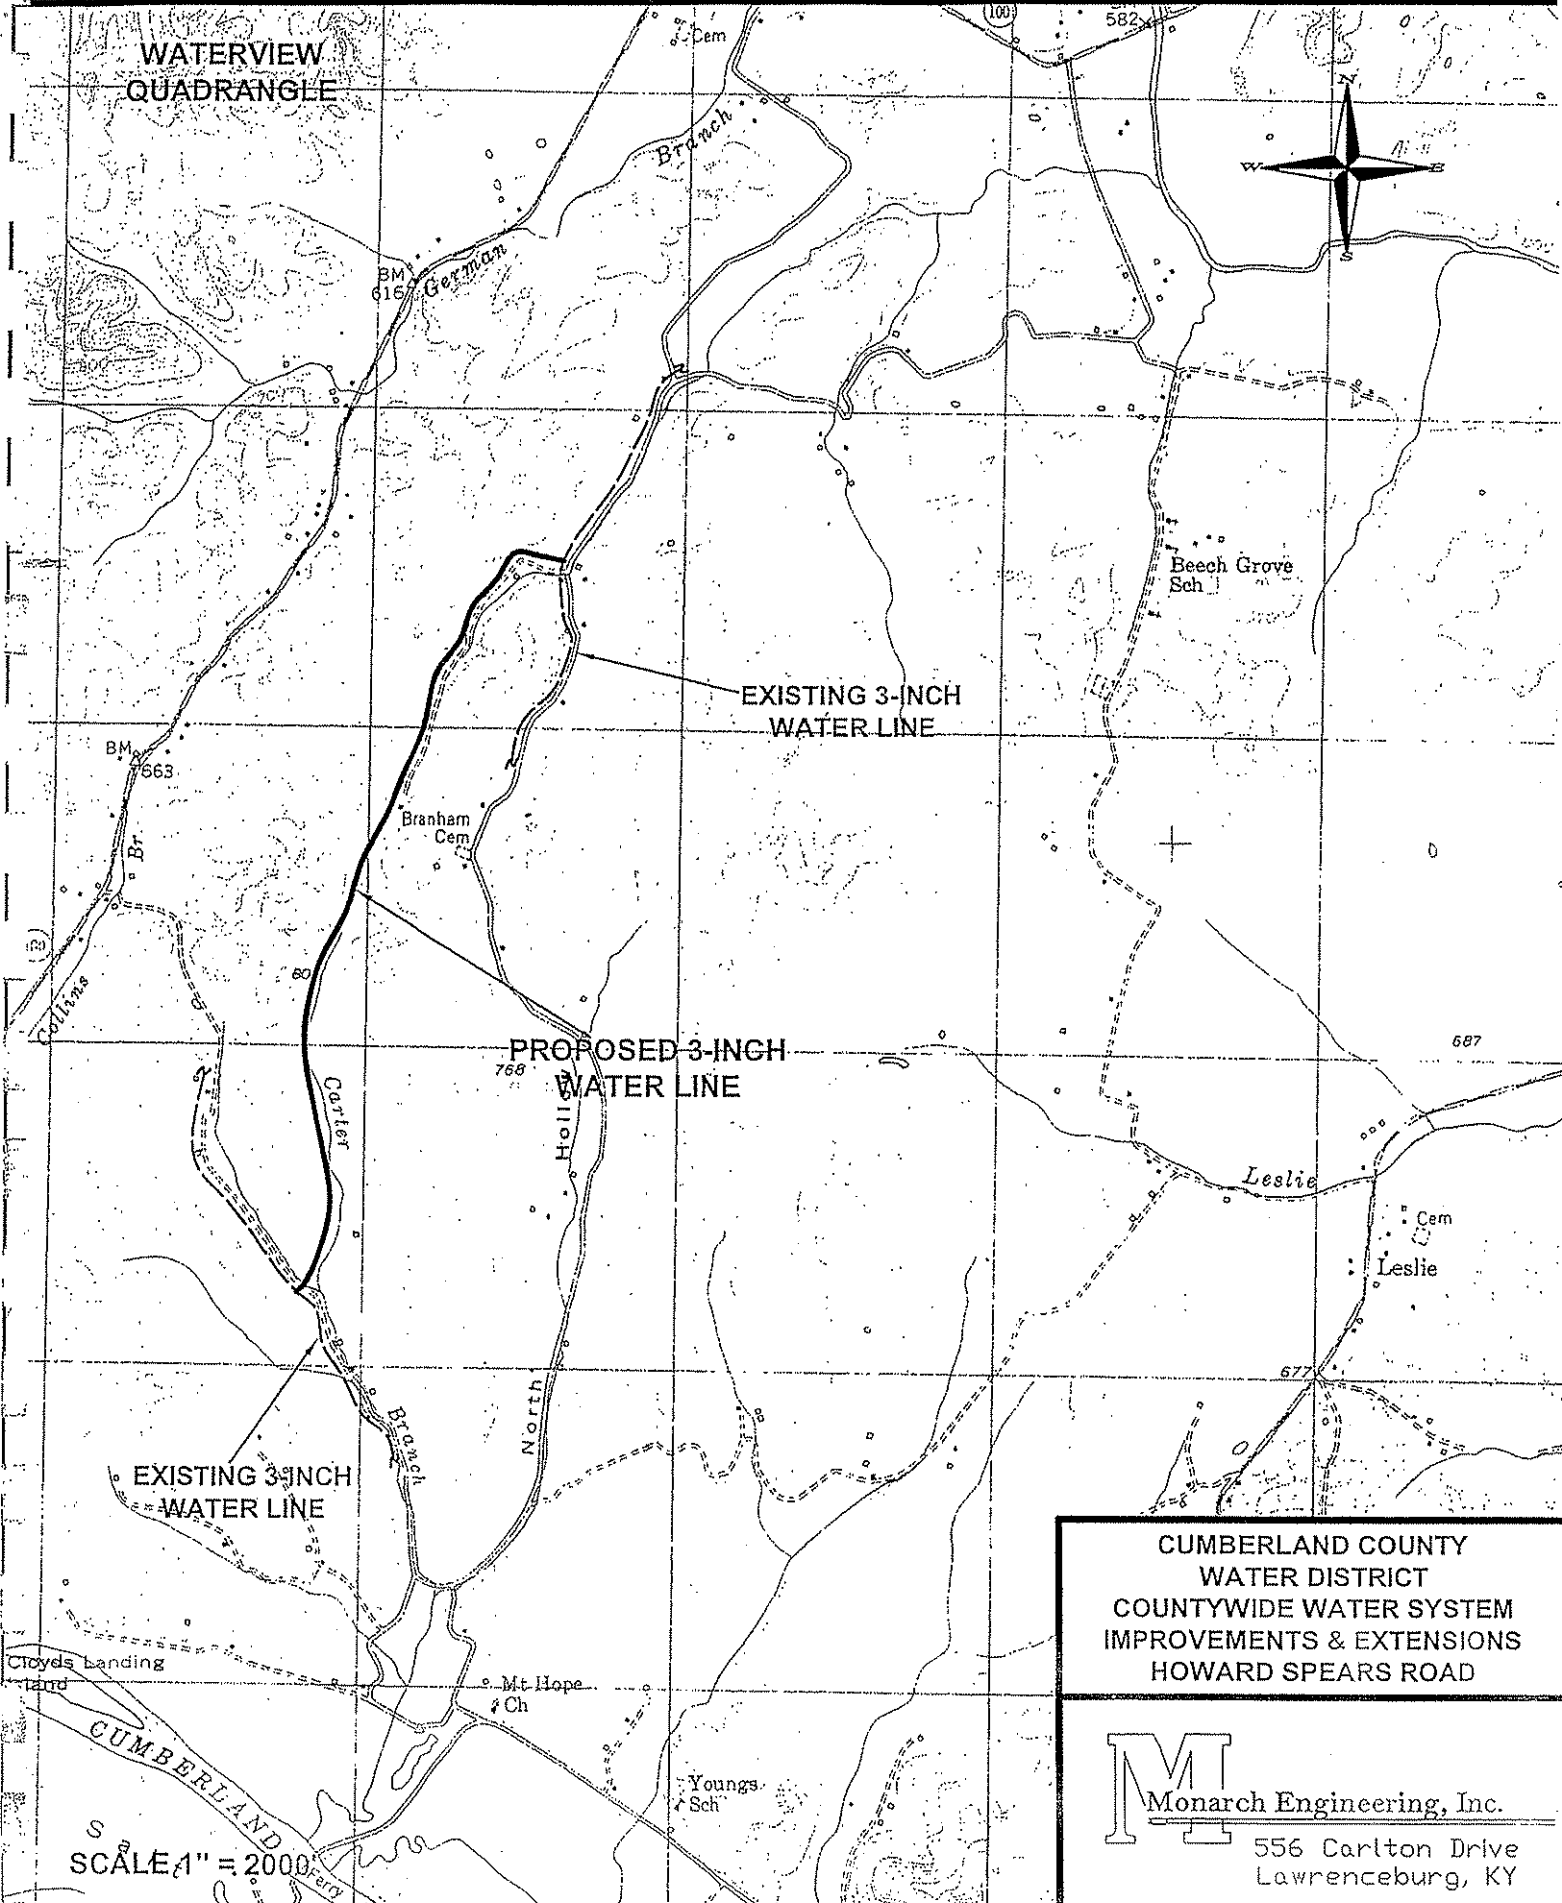 WATERVIEW
QUADRANGLE
Cem
100
582
Branch
N
W
E
S
BM
616
German
Beech Grove
Sch
EXISTING 3-INCH
WATER LINE
BM
663
Branham
Cem
Br
Collins
80
PROPOSED 3-INCH
WATER LINE
768
687
Carter
Hollow
Leslie
Cem
Leslie
677
North
Branch
EXISTING 3-INCH
WATER LINE
CUMBERLAND COUNTY
WATER DISTRICT
COUNTYWIDE WATER SYSTEM
IMPROVEMENTS & EXTENSIONS
HOWARD SPEARS ROAD
Cloyds Landing
Mt Hope
Ch
CUMBERLAND
Youngs
Sch
Ferry
SCALE 1" = 2000'
M
Monarch Engineering, Inc.
556 Carlton Drive
Lawrenceburg, KY